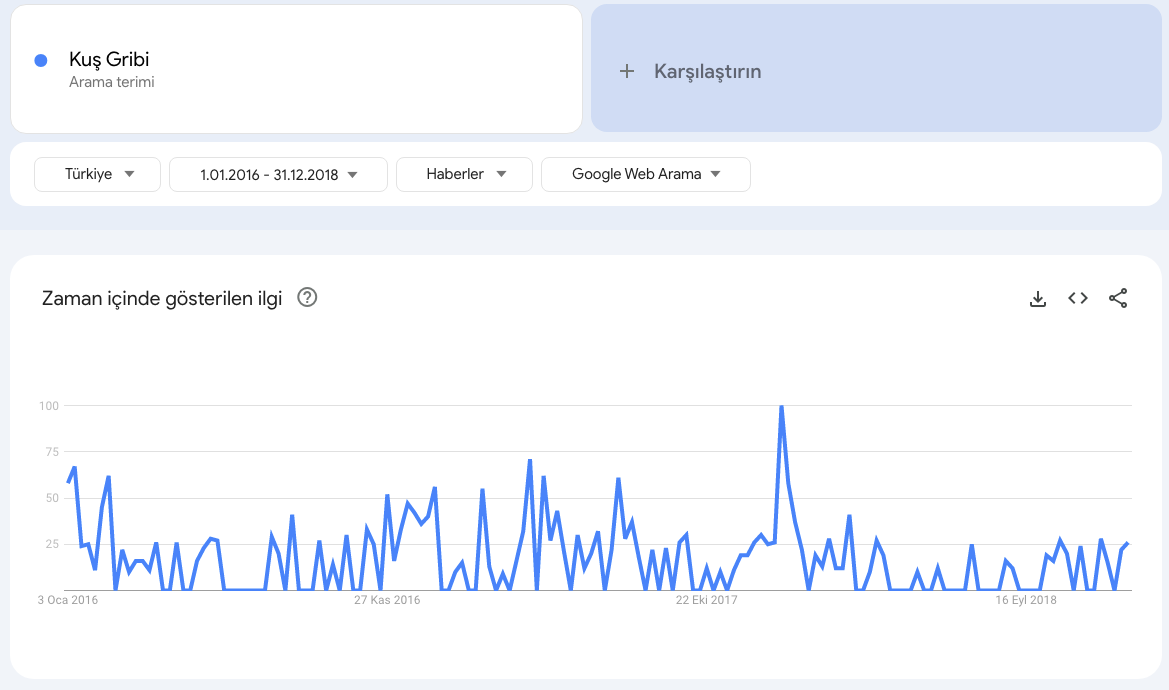 Kuş Gribi
Arama terimi
+ Karşılaştırın
Türkiye
1.01.2016 - 31.12.2018
Haberler
Google Web Arama
Zaman içinde gösterilen ilgi
100
75
50
25
3 Oca 2016
27 Kas 2016
22 Eki 2017
16 Eyl 2018